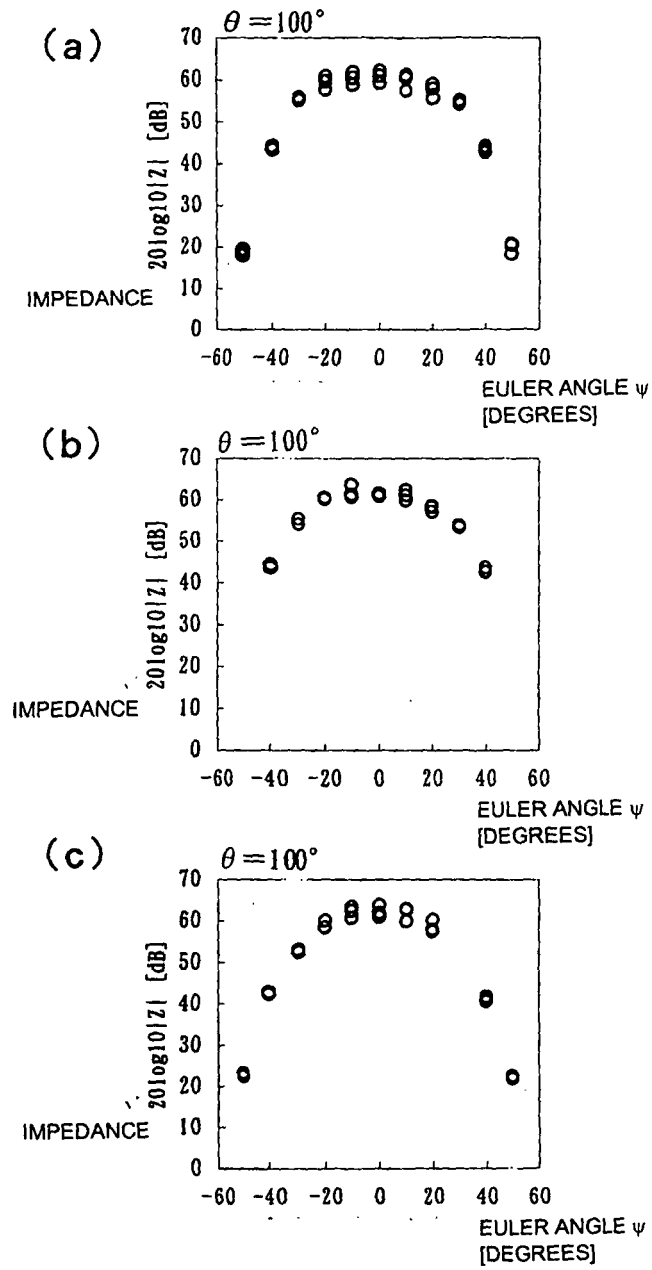 (a)
θ=100°
70
60
50
40
30
20
10
0
20log10|Z| [dB]
IMPEDANCE
-60 -40 -20 0 20 40 60
EULER ANGLE ψ
[DEGREES]
(b)
θ=100°
70
60
50
40
30
20
10
0
20log10|Z| [dB]
IMPEDANCE
-60 -40 -20 0 20 40 60
EULER ANGLE ψ
[DEGREES]
(c)
θ=100°
70
60
50
40
30
20
10
0
20log10|Z| [dB]
IMPEDANCE
-60 -40 -20 0 20 40 60
EULER ANGLE ψ
[DEGREES]